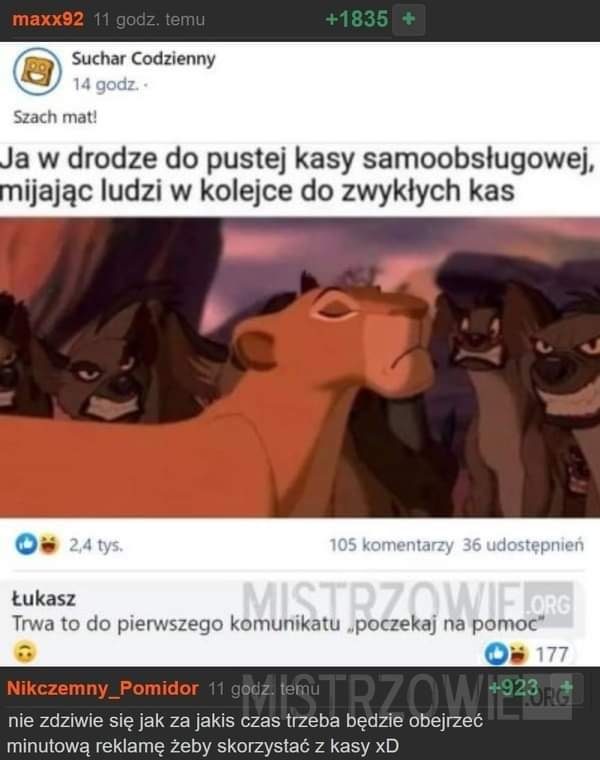 maxx92 11 godz. temu +1835 +
Suchar Codzienny
14 godz. ·
Szach mat!
Ja w drodze do pustej kasy samoobsługowej,
mijając ludzi w kolejce do zwykłych kas
2,4 tys. 105 komentarzy 36 udostępnień
MISTRZOWIE.ORG
Łukasz
Trwa to do pierwszego komunikatu „poczekaj na pomoc"
177
Nikczemny_Pomidor 11 godz. temu +923 +
MISTRZOWIE.ORG
nie zdziwie się jak za jakis czas trzeba będzie obejrzeć
minutową reklamę żeby skorzystać z kasy xD